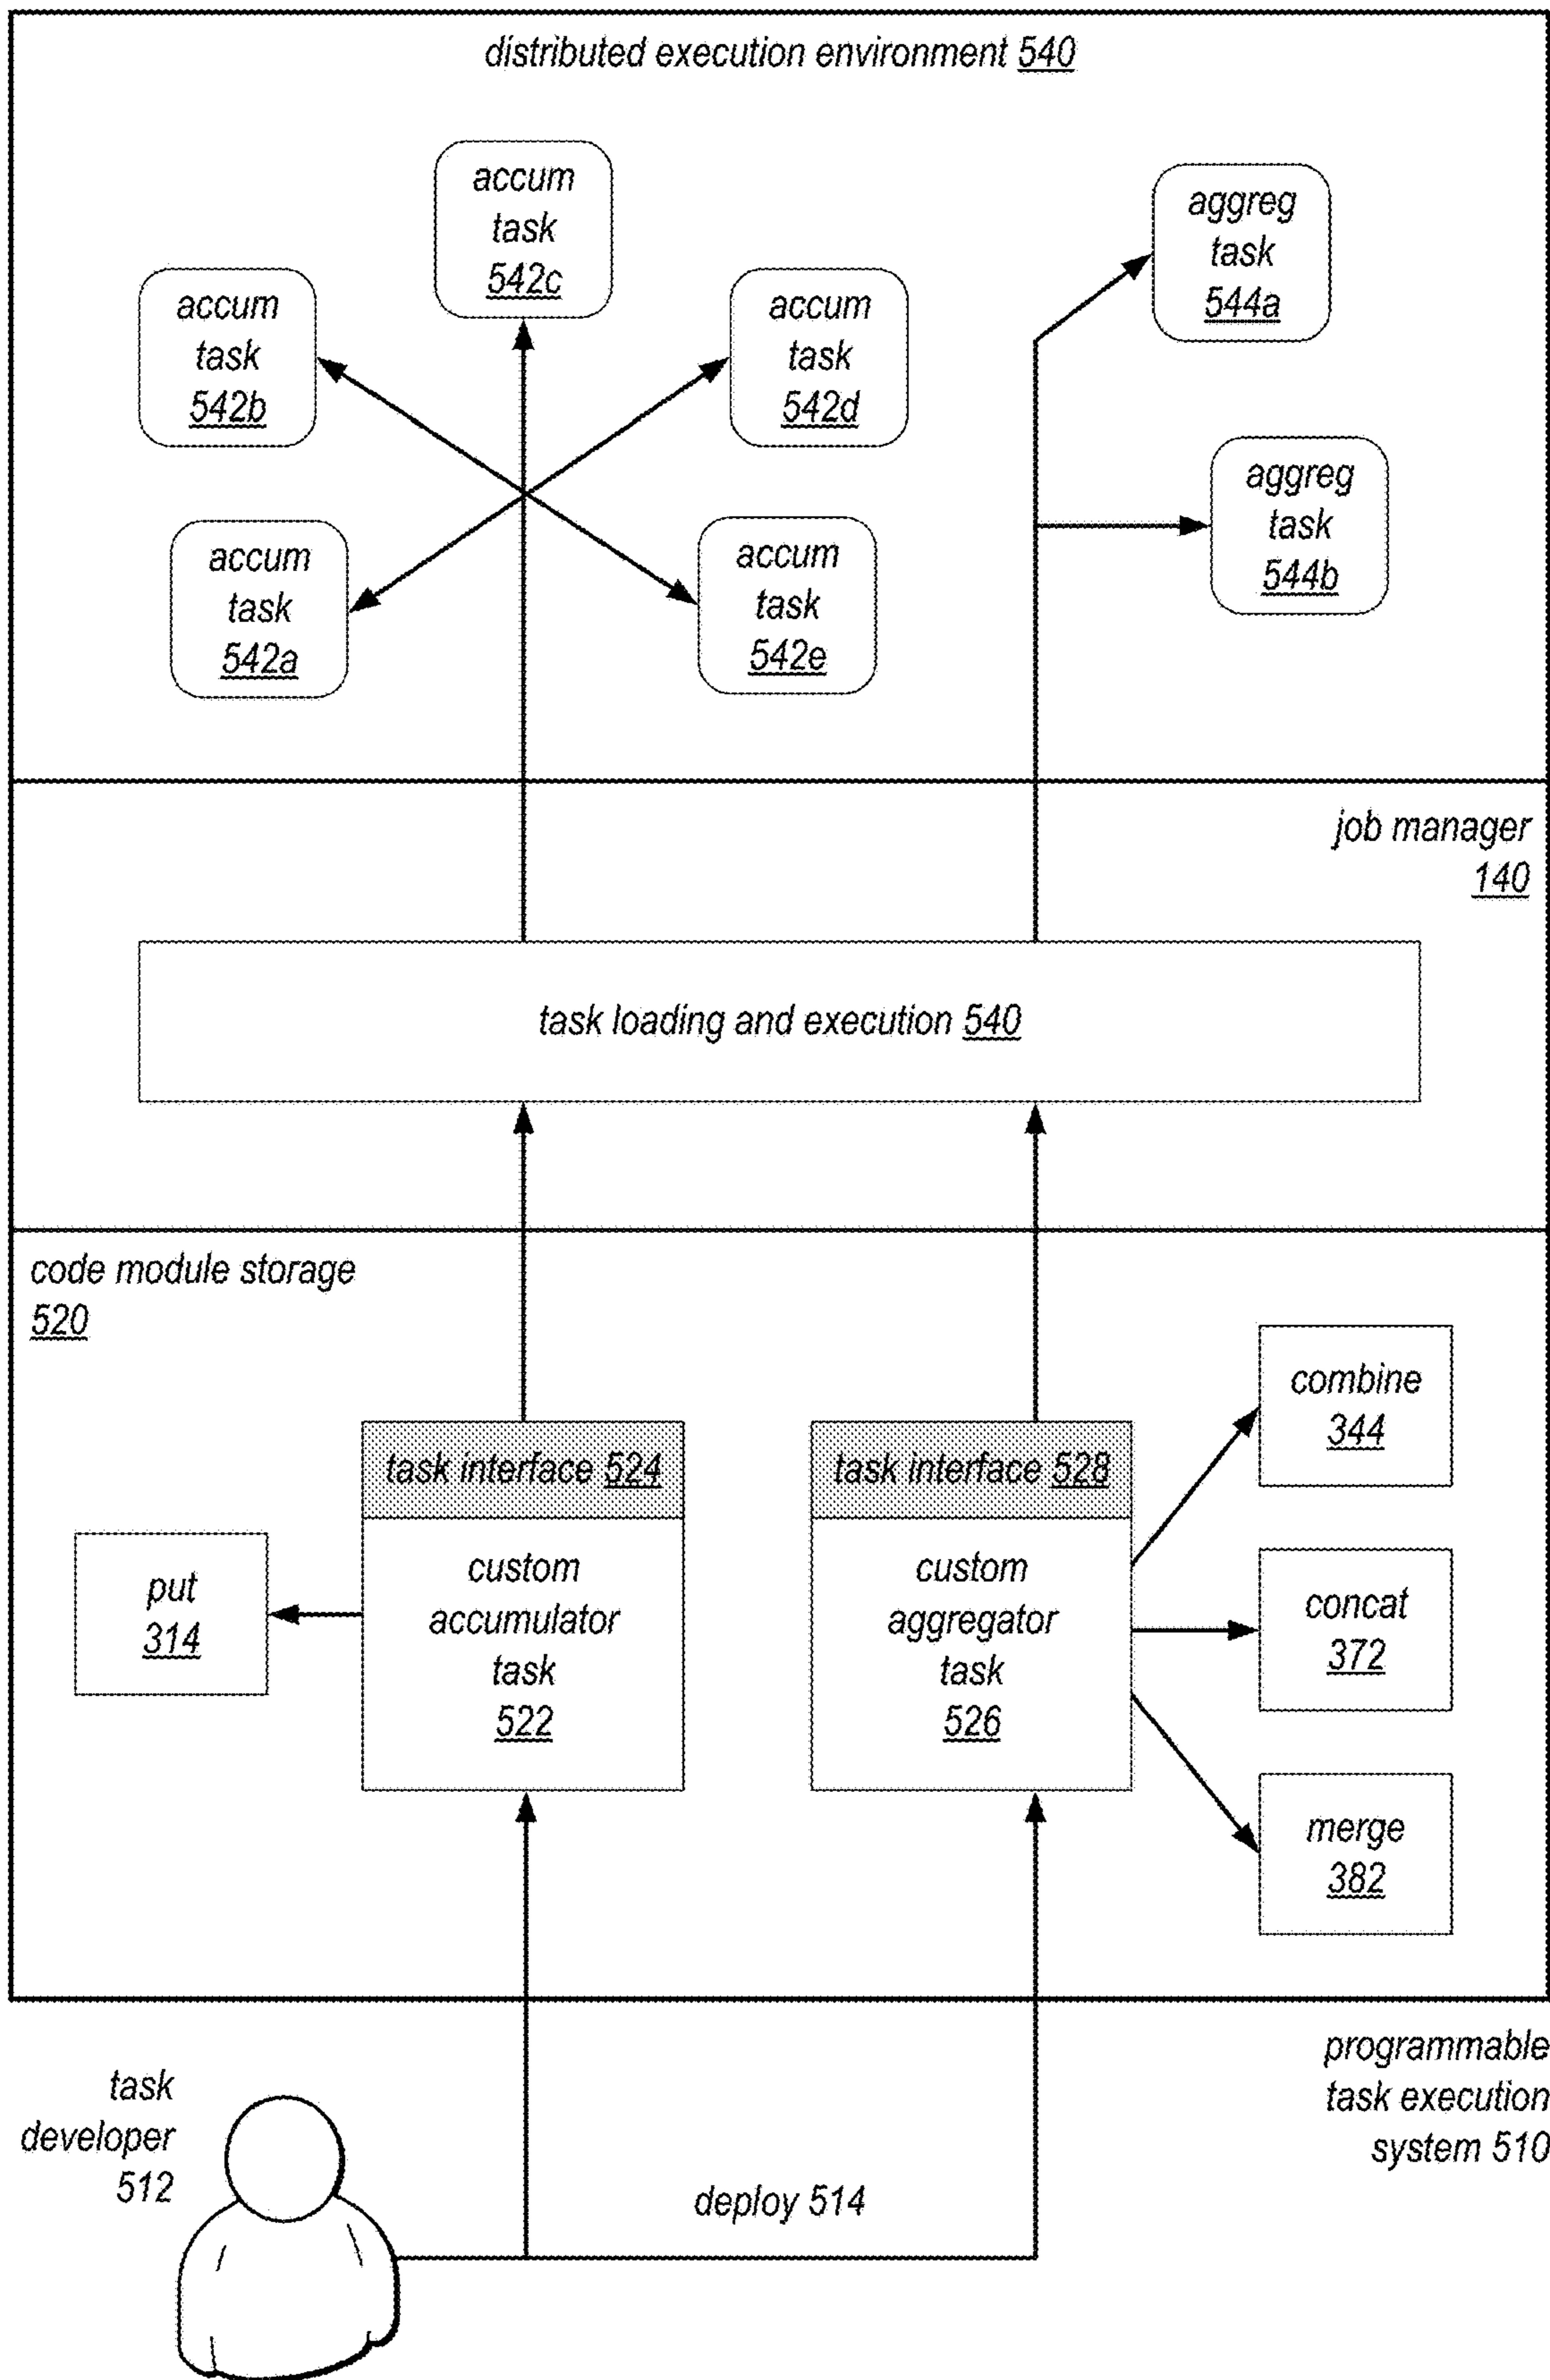 distributed execution environment 540
accum
task
542c
aggreg
task
544a
accum
task
542b
accum
task
542d
aggreg
task
544b
accum
task
542a
accum
task
542e
job manager
140
task loading and execution 540
code module storage
520
combine
344
task interface 524
task interface 528
put
314
custom
accumulator
task
522
custom
aggregator
task
526
concat
372
merge
382
programmable
task execution
system 510
task
developer
512
deploy 514